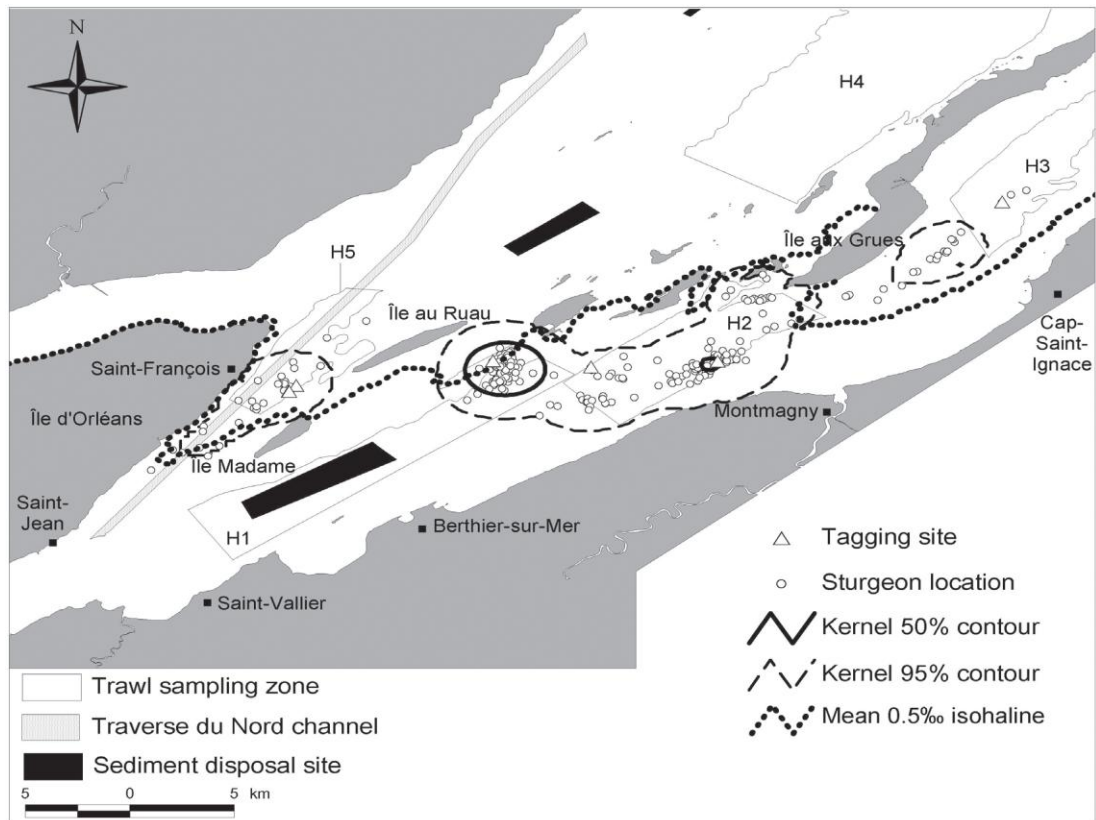 N
H4
H3
H5
Île aux Grues
Île au Ruau
H2
Saint-François
Cap-
Saint-
Ignace
Île d'Orléans
Montmagny
Ile Madame
Saint-
Jean
H1
Berthier-sur-Mer
Saint-Vallier
Tagging site
Sturgeon location
Kernel 50% contour
Kernel 95% contour
Mean 0.5‰ isohaline
Trawl sampling zone
Traverse du Nord channel
Sediment disposal site
5 0 5 km